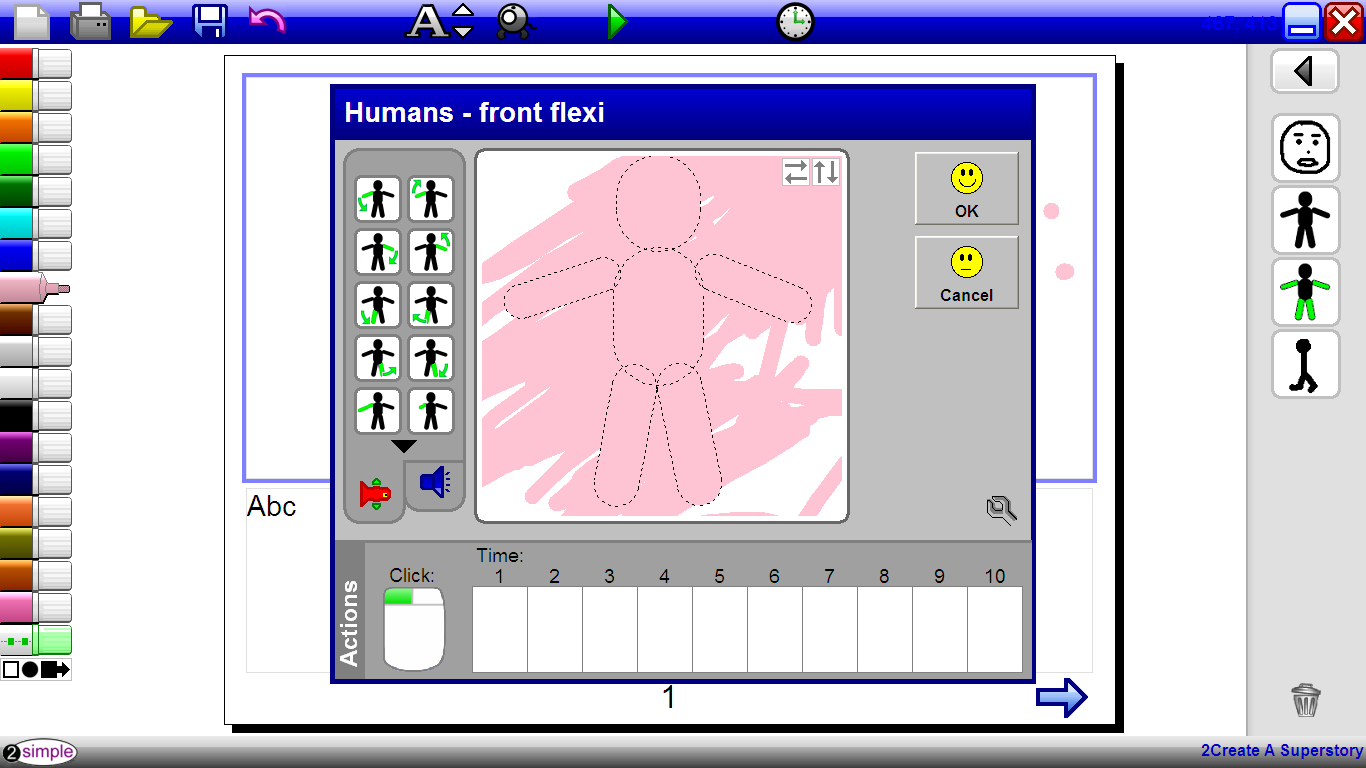 Humans - front flexi
OK
Cancel
Abc
Time:
Click:
1 2 3 4 5 6 7 8 9 10
Actions
1
2simple
2Create A Superstory